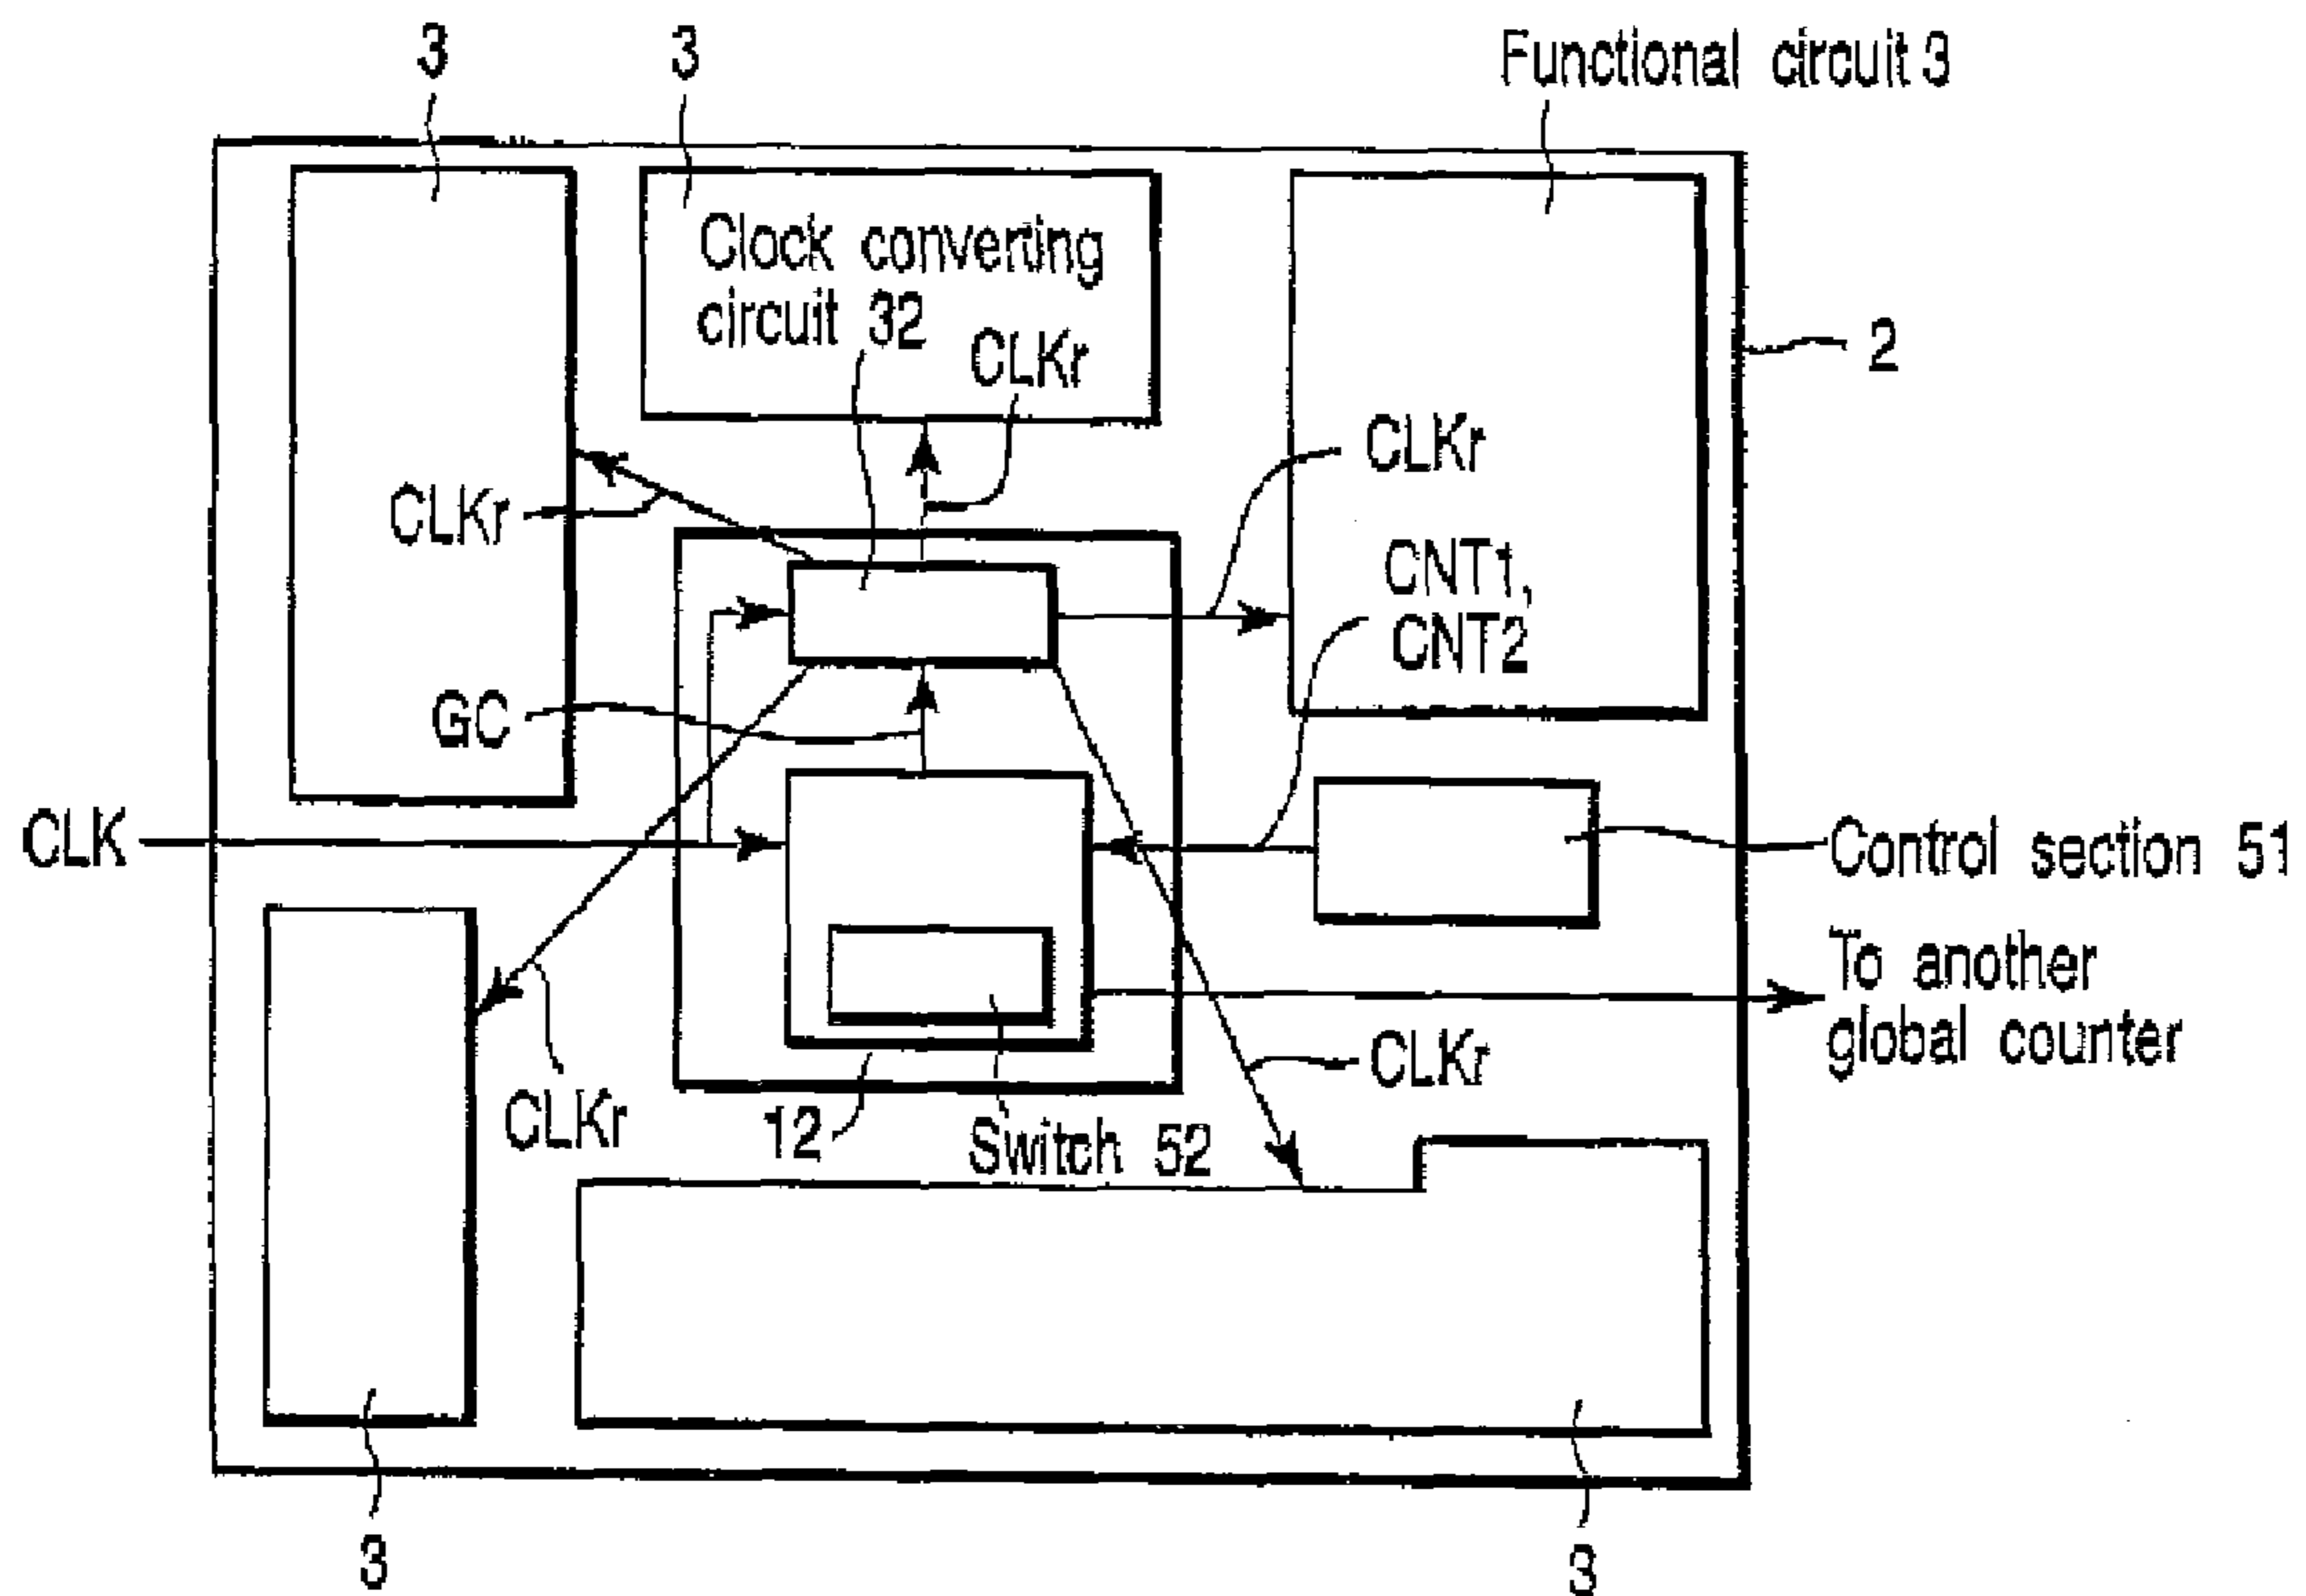 3
3
Functional circuit 3
Clock converting
circuit 32
CLKr
2
CLKr
CLKr
CNT1,
CNT2
GC
CLK
Control section 51
To another
global counter
CLKr
CLKr
12
Switch 52
3
3